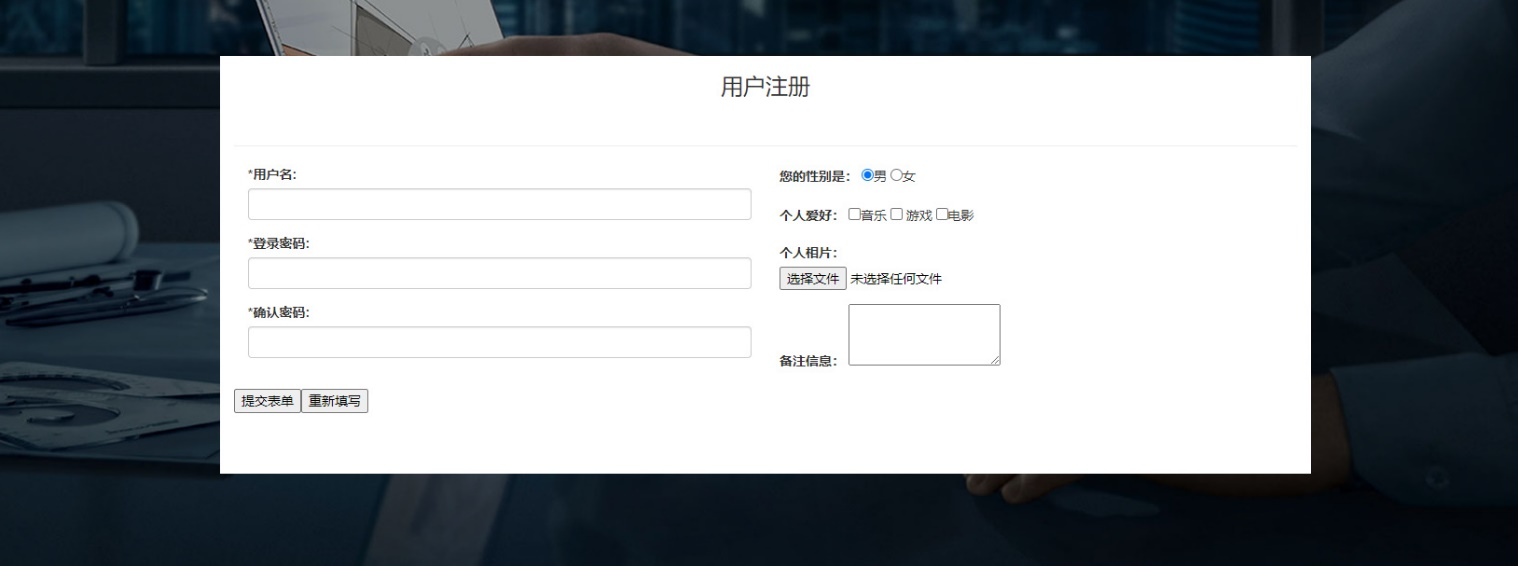 用户注册
*用户名:
*登录密码:
*确认密码:
您的性别是： 男 女
个人爱好： 音乐 游戏 电影
个人相片：
选择文件 未选择任何文件
备注信息：
提交表单 重新填写